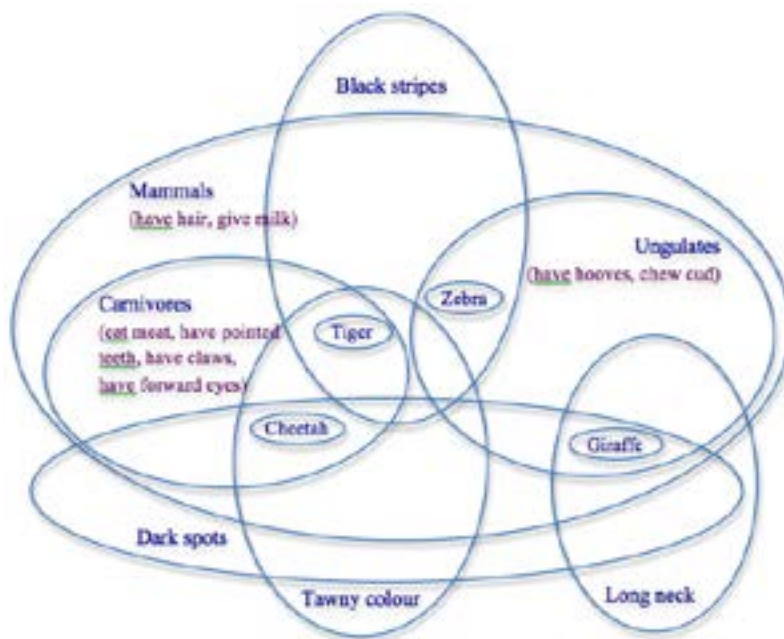 Black stripes
Mammals
(have hair, give milk)
Ungulates
(have hooves, chew cud)
Zebra
Carnivores
(eat meat, have pointed
teeth, have claws,
have forward eyes)
Tiger
Cheetah
Giraffe
Dark spots
Tawny colour
Long neck